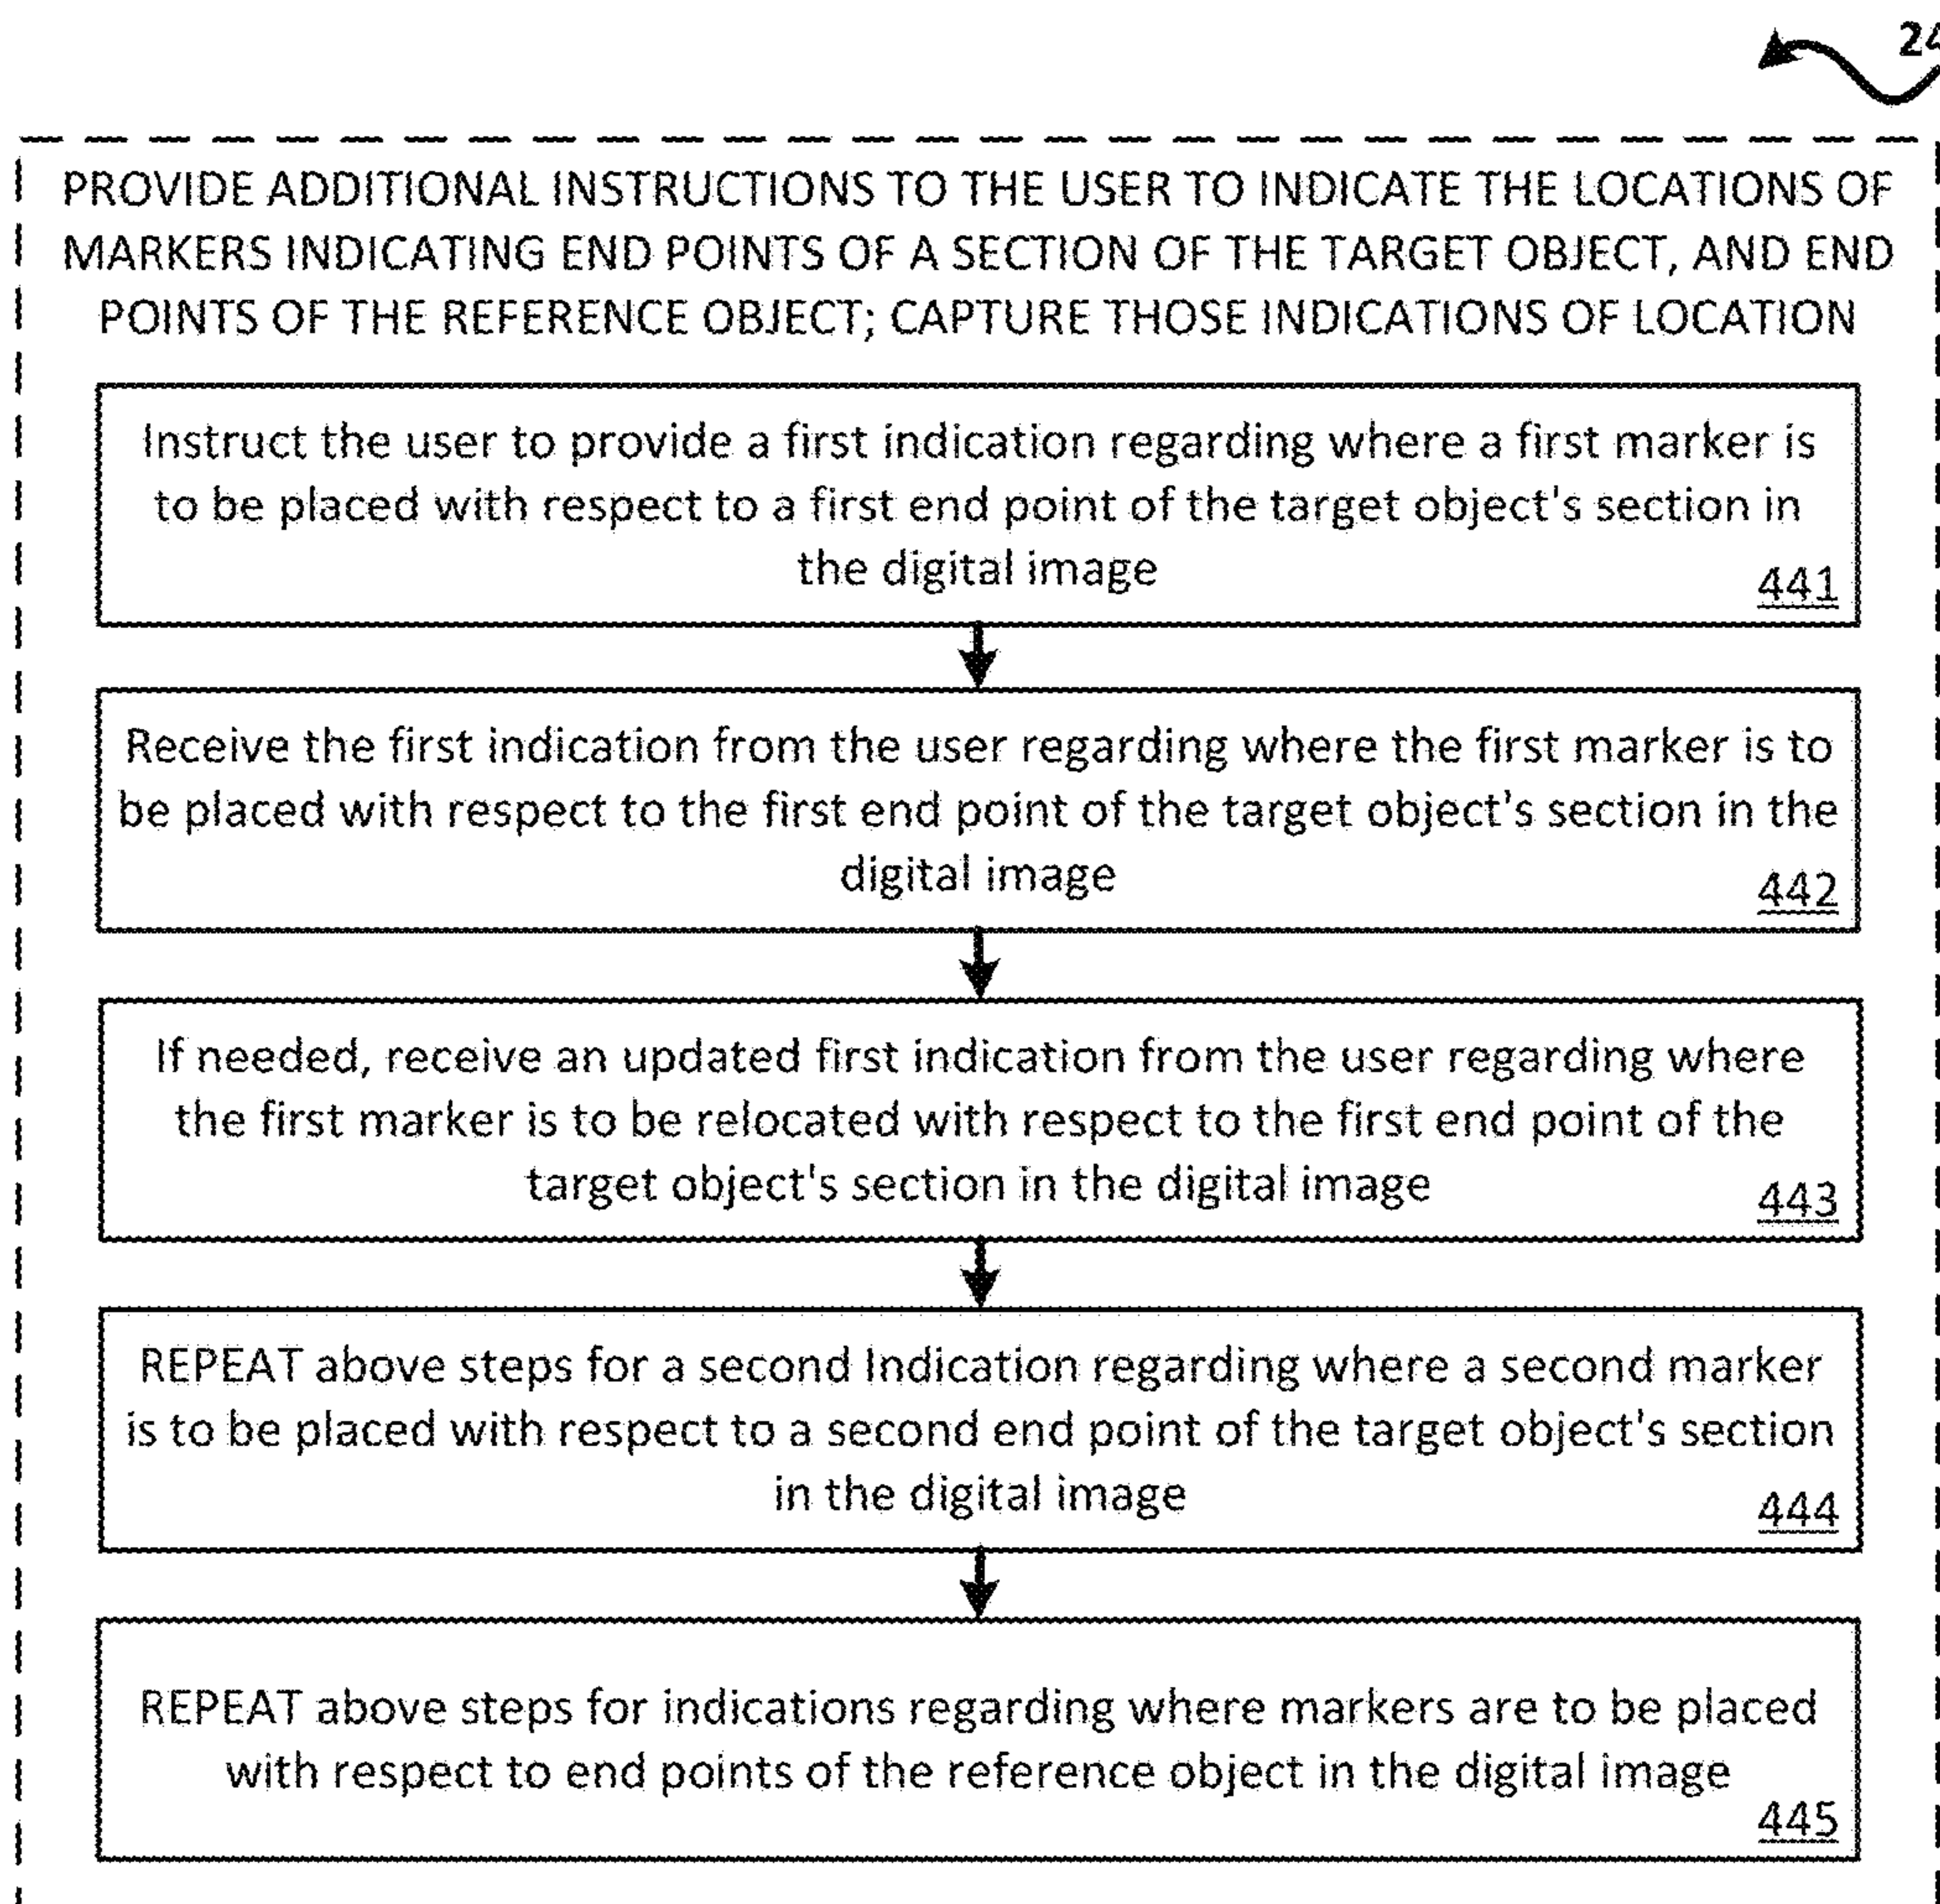 PROVIDE ADDITIONAL INSTRUCTIONS TO THE USER TO INDICATE THE LOCATIONS OF
MARKERS INDICATING END POINTS OF A SECTION OF THE TARGET OBJECT, AND END
POINTS OF THE REFERENCE OBJECT; CAPTURE THOSE INDICATIONS OF LOCATION
Instruct the user to provide a first indication regarding where a first marker is
to be placed with respect to a first end point of the target object's section in
the digital image
441
Receive the first indication from the user regarding where the first marker is to
be placed with respect to the first end point of the target object's section in the
digital image
442
If needed, receive an updated first indication from the user regarding where
the first marker is to be relocated with respect to the first end point of the
target object's section in the digital image
443
REPEAT above steps for a second Indication regarding where a second marker
is to be placed with respect to a second end point of the target object's section
in the digital image
444
REPEAT above steps for indications regarding where markers are to be placed
with respect to end points of the reference object in the digital image
445